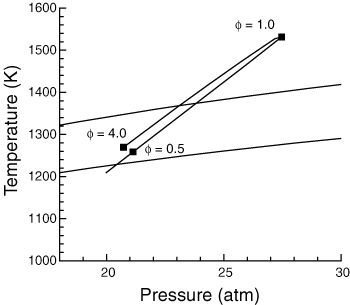 1600
1500
1400
1300
1200
1100
1000
Temperature (K)
ϕ = 1.0
ϕ = 4.0
ϕ = 0.5
20
25
30
Pressure (atm)